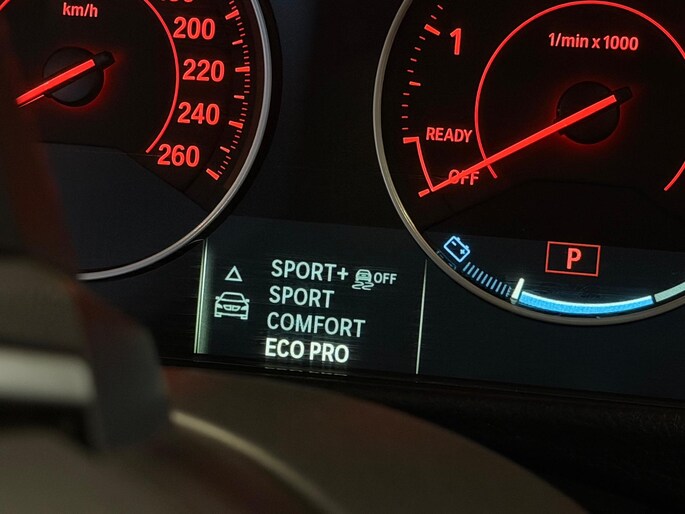 km/h
200
220
240
260
1
1/min x 1000
READY
OFF
P
SPORT+ OFF
SPORT
COMFORT
ECO PRO